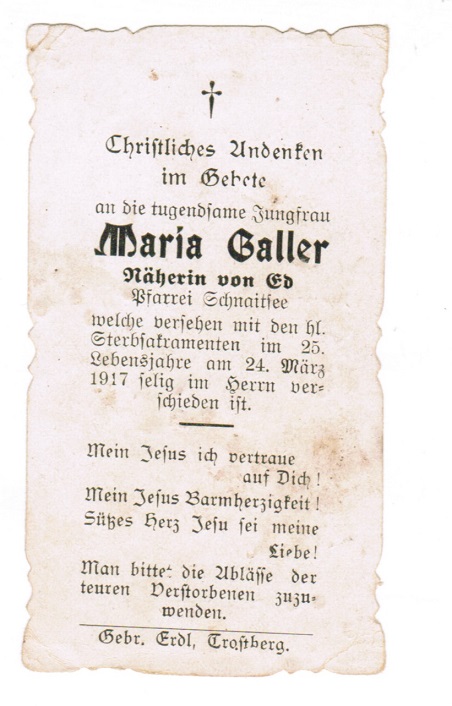 Christliches Andenken
im Gebete
an die tugendsame Jungfrau
Maria Galler
Näherin von Ed
Pfarrei Schnaitsee
welche versehen mit den hl.
Sterbsakramenten im 25.
Lebensjahre am 24. März
1917 selig im Herrn ver-
schieden ist.
Mein Jesus ich vertraue
auf Dich!
Mein Jesus Barmherzigkeit!
Süßes Herz Jesu sei meine
Liebe!
Man bittet die Ablässe der
teuren Verstorbenen zuzu-
wenden.
Gebr. Erdl, Trostberg.